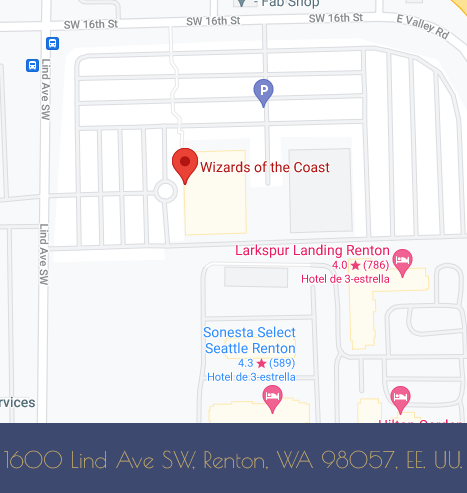 - Fab Shop
SW 16th St
SW 16th St
SW 16th St
E Valley Rd
Lind Ave SW
P
Wizards of the Coast
Lind Ave SW
Larkspur Landing Renton
4.0 ★ (786)
Hotel de 3-estrella
Sonesta Select
Seattle Renton
4.3 ★ (589)
Hotel de 3-estrella
rvices
1600 Lind Ave SW, Renton, WA 98057, EE. UU.